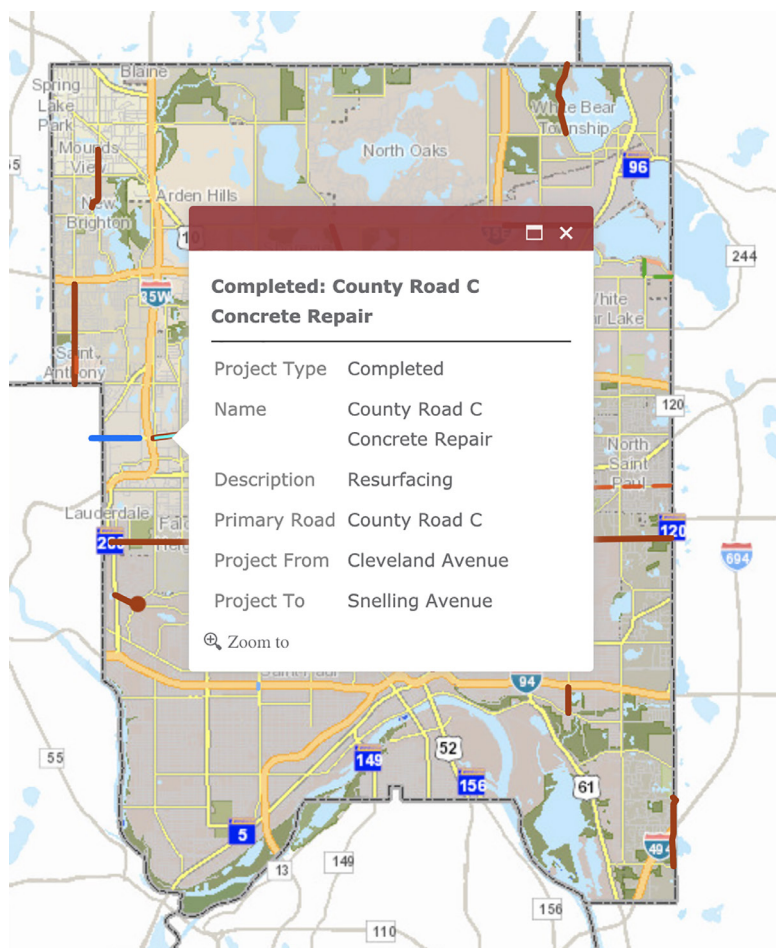 Blaine
Spring
Lake
Park
White Bear
Township
Mounds
View
North Oaks
96
Arden Hills
New
Brighton
10
244
35W
Completed: County Road C
Concrete Repair
Project Type Completed
Name County Road C
Concrete Repair
Description Resurfacing
Primary Road County Road C
Project From Cleveland Avenue
Project To Snelling Avenue
Zoom to
White
ar Lake
Saint
Anthony
120
North
Saint
Paul
Lauderdale
120
694
94
52
55
149
156
61
5
494
13
149
156
110